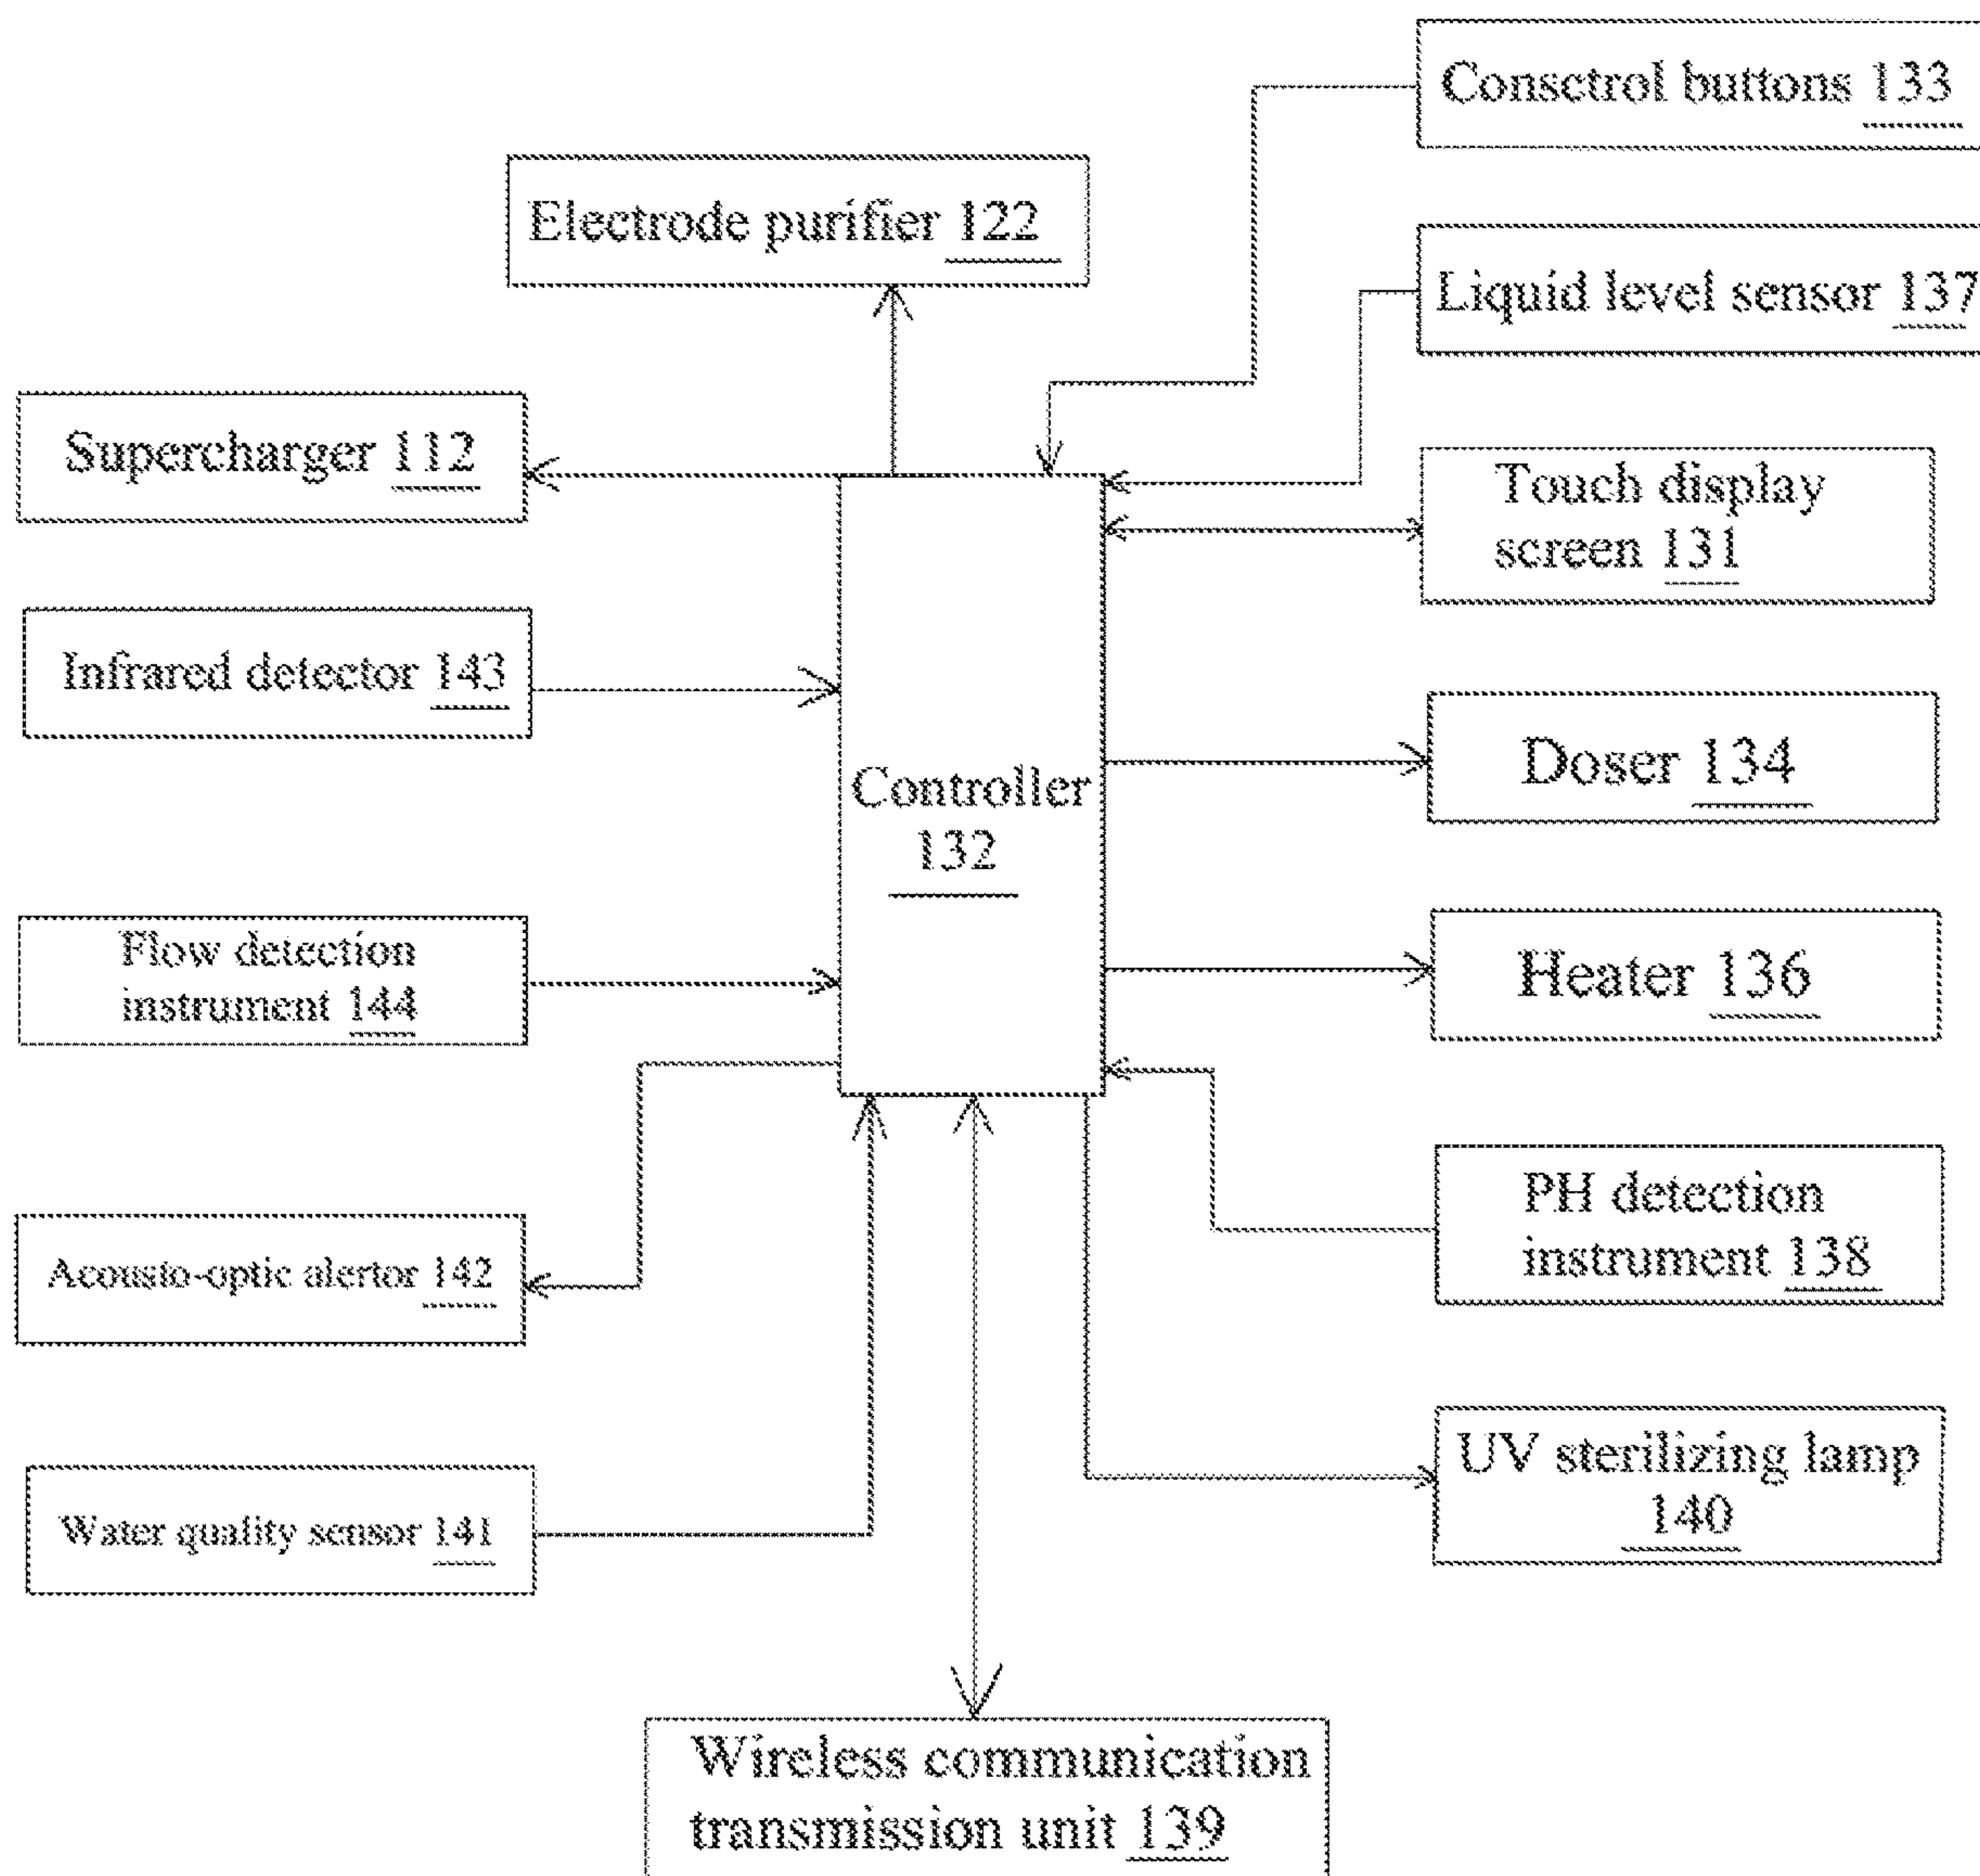 Consctrol buttons 133
Electrode purifier 122
Liquid level sensor 137
Supercharger 112
Touch display
screen 131
Infrared detector 143
Doser 134
Controller
132
Flow detection
instrument 144
Heater 136
PH detection
instrument 138
Acousto-optic alertor 142
UV sterilizing lamp
140
Water quality sensor 141
Wireless communication
transmission unit 139